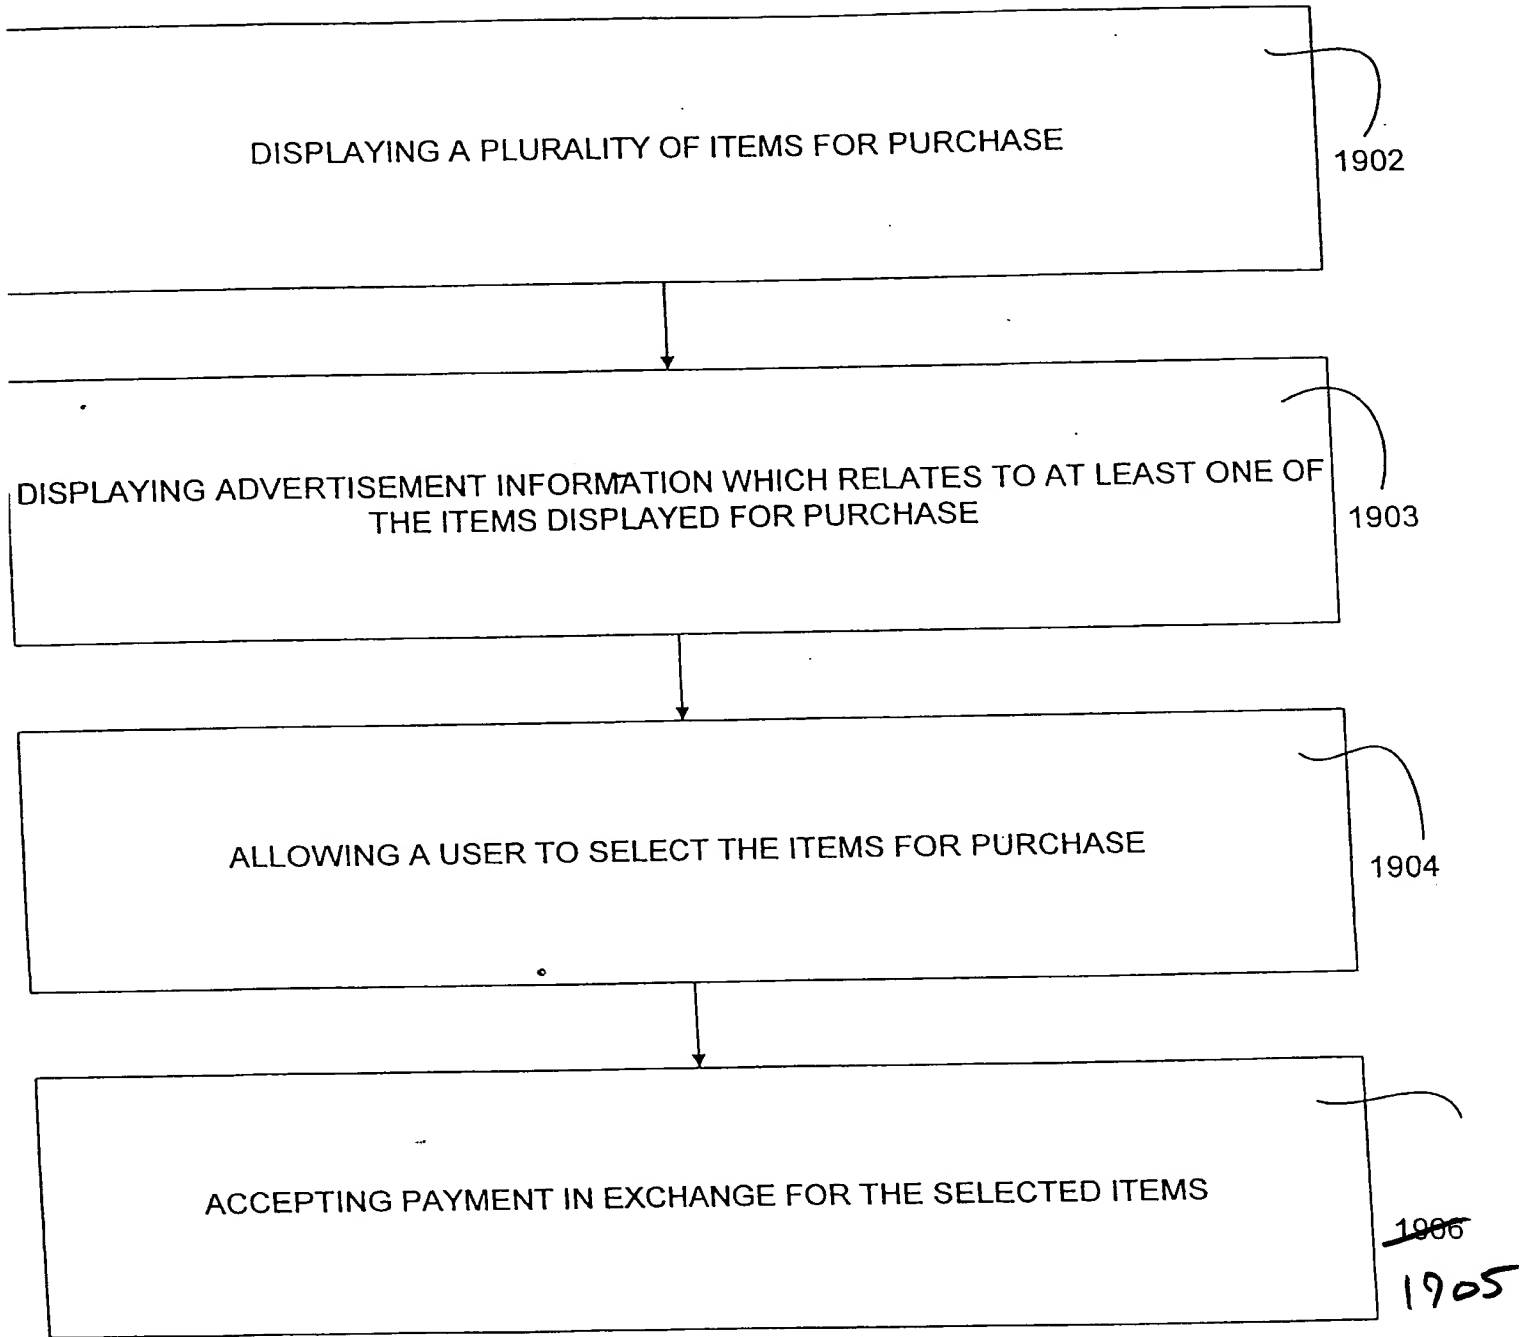 DISPLAYING A PLURALITY OF ITEMS FOR PURCHASE
1902
DISPLAYING ADVERTISEMENT INFORMATION WHICH RELATES TO AT LEAST ONE OF
THE ITEMS DISPLAYED FOR PURCHASE
1903
ALLOWING A USER TO SELECT THE ITEMS FOR PURCHASE
1904
ACCEPTING PAYMENT IN EXCHANGE FOR THE SELECTED ITEMS
1906
1905